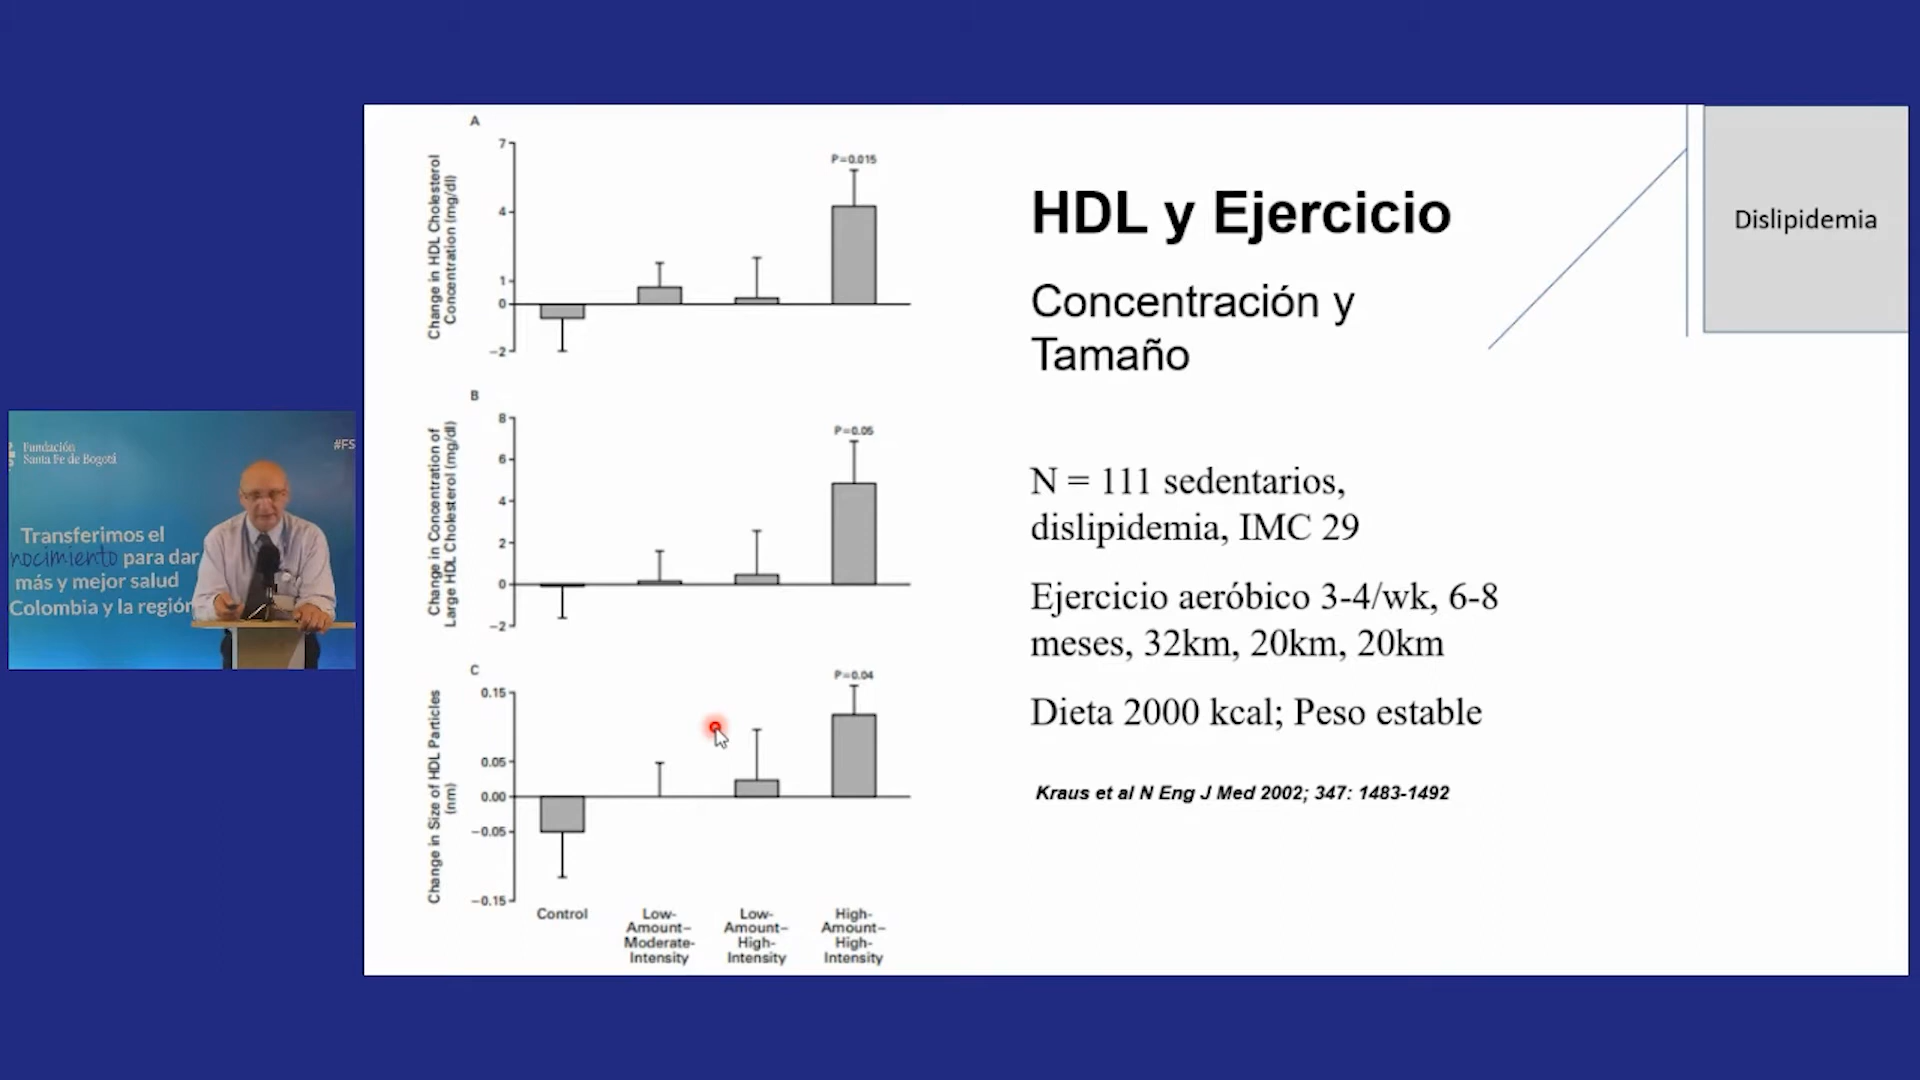 Fundación
Santa Fe de Bogotá
#FS
Transferimos el
nocimiento para dar
más y mejor salud
Colombia y la región
A
Change in HDL Cholesterol
Concentration (mg/dl)
7
4
1
0
−2
P=0.015
B
Change in Concentration of
Large HDL Cholesterol (mg/dl)
8
6
4
2
0
−2
P=0.05
C
Change in Size of HDL Particles
(nm)
0.15
0.05
0.00
−0.05
−0.15
P=0.04
Control
Low-
Amount–
Moderate-
Intensity
Low-
Amount–
High-
Intensity
High-
Amount–
High-
Intensity
HDL y Ejercicio
Concentración y
Tamaño
N = 111 sedentarios,
dislipidemia, IMC 29
Ejercicio aeróbico 3-4/wk, 6-8
meses, 32km, 20km, 20km
Dieta 2000 kcal; Peso estable
Kraus et al N Eng J Med 2002; 347: 1483-1492
Dislipidemia